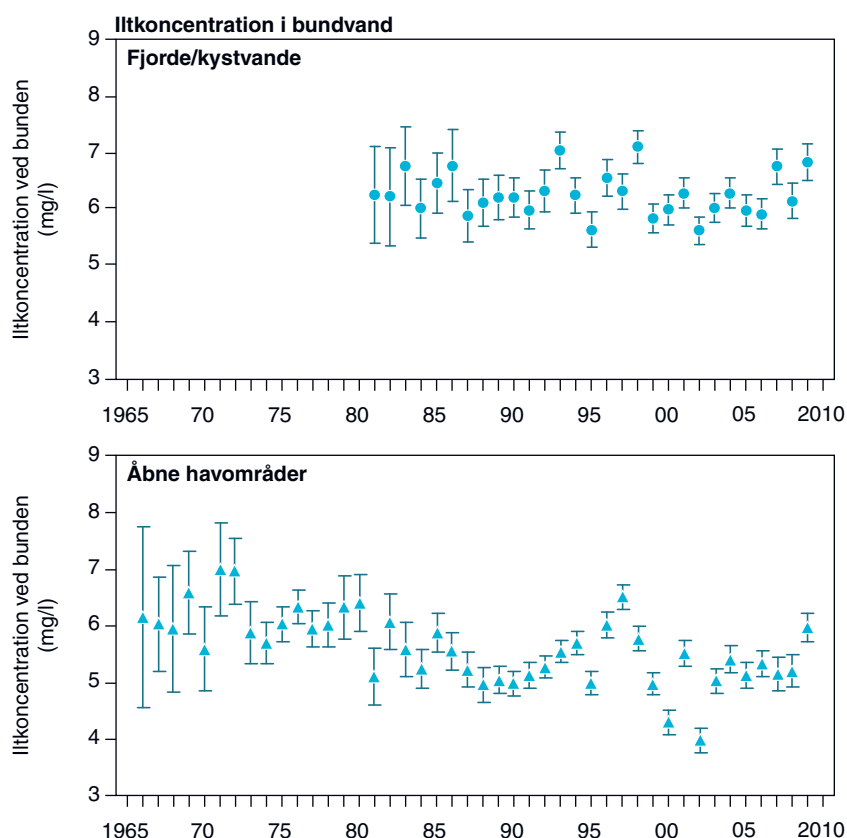 Iltkoncentration i bundvand
Fjorde/kystvande
Iltkoncentration ved bunden
(mg/l)
9
8
7
6
5
4
3
1965 70 75 80 85 90 95 00 05 2010
Åbne havområder
Iltkoncentration ved bunden
(mg/l)
9
8
7
6
5
4
3
1965 70 75 80 85 90 95 00 05 2010